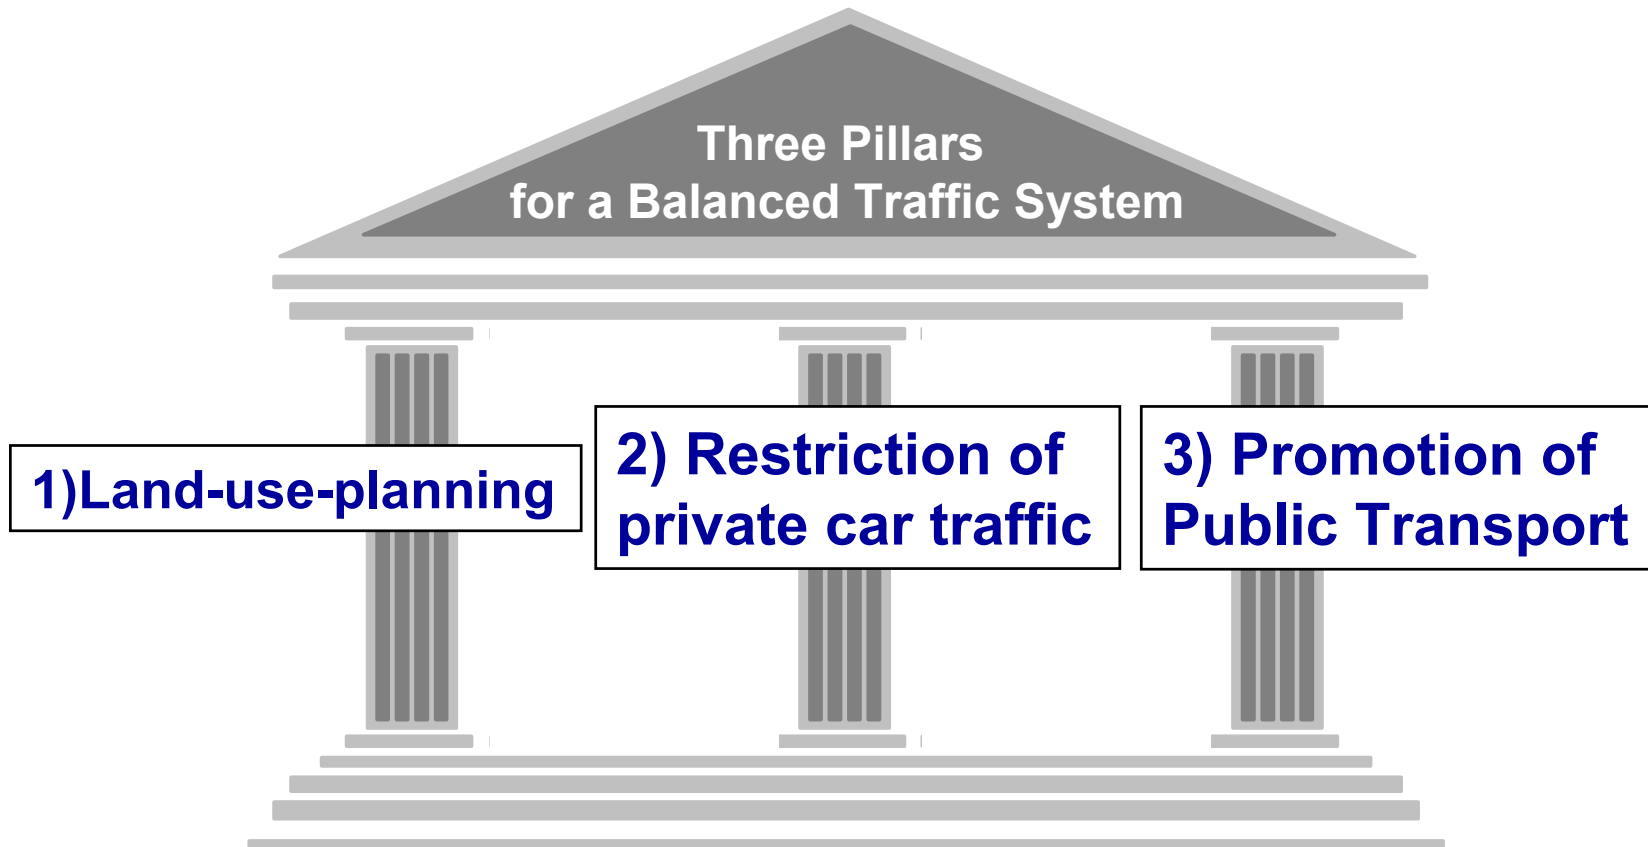 Three Pillars
for a Balanced Traffic System
1)Land-use-planning
2) Restriction of
private car traffic
3) Promotion of
Public Transport